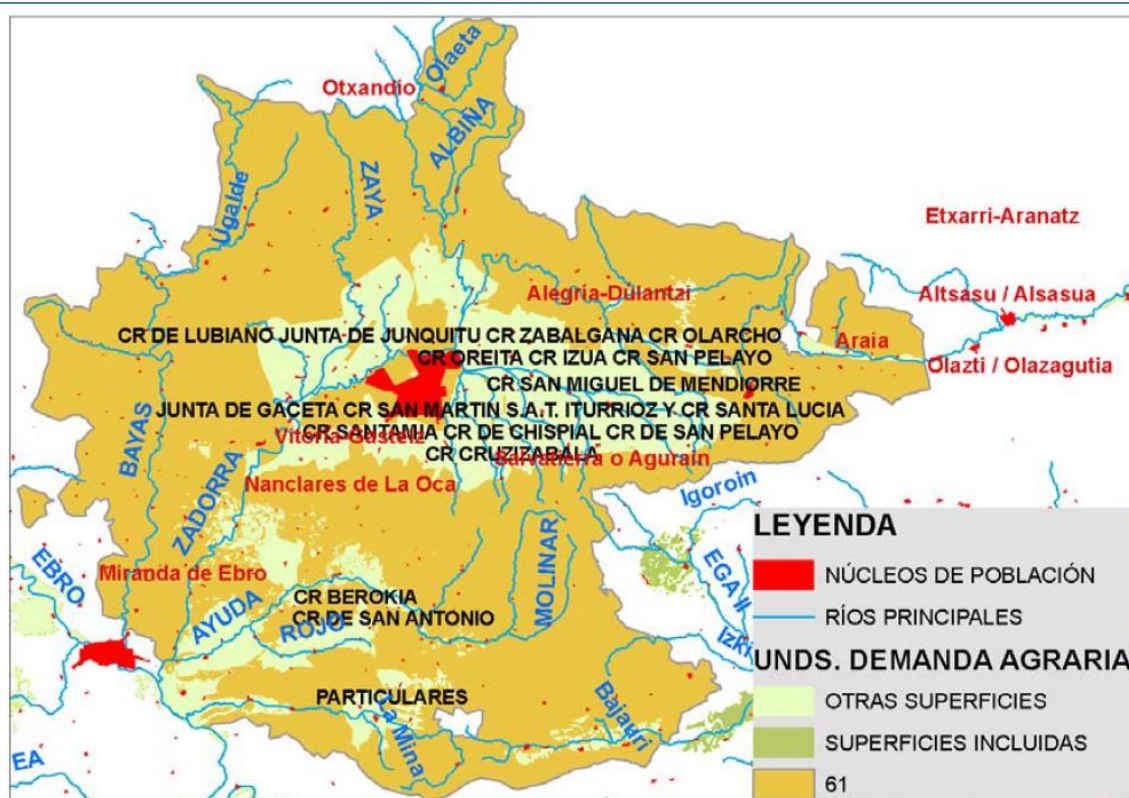 Otxandio
Olaeta
ALBIÑA
ZAYA
Ugalde
Etxarri-Aranatz
Alegría-Dulantzi
Altsasu / Alsasua
CR DE LUBIANO JUNTA DE JUNQUITU CR ZABALGANA CR OLARCHO
Araia
CR OREITA CR IZUA CR SAN PELAYO
Olazti / Olazagutia
CR SAN MIGUEL DE MENDIORRE
JUNTA DE GACETA CR SAN MARTIN S.A.T. ITURRIOZ Y CR SANTA LUCIA
BAYAS
Vitoria-Gasteiz
CR SANTAMIA CR DE CHISPIAL CR DE SAN PELAYO
CR CRUZIZABALA
Salvatierra o Agurain
Nanclares de La Oca
Igoroin
ZADORRA
MOLINAR
EBRO
Miranda de Ebro
EGA II
CR BEROKIA
AYUDA
CR DE SAN ANTONIO
ROJO
Izki
PARTICULARES
La Mina
Bajauri
EA
LEYENDA
NÚCLEOS DE POBLACIÓN
RÍOS PRINCIPALES
UNDS. DEMANDA AGRARIA
OTRAS SUPERFICIES
SUPERFICIES INCLUIDAS
61